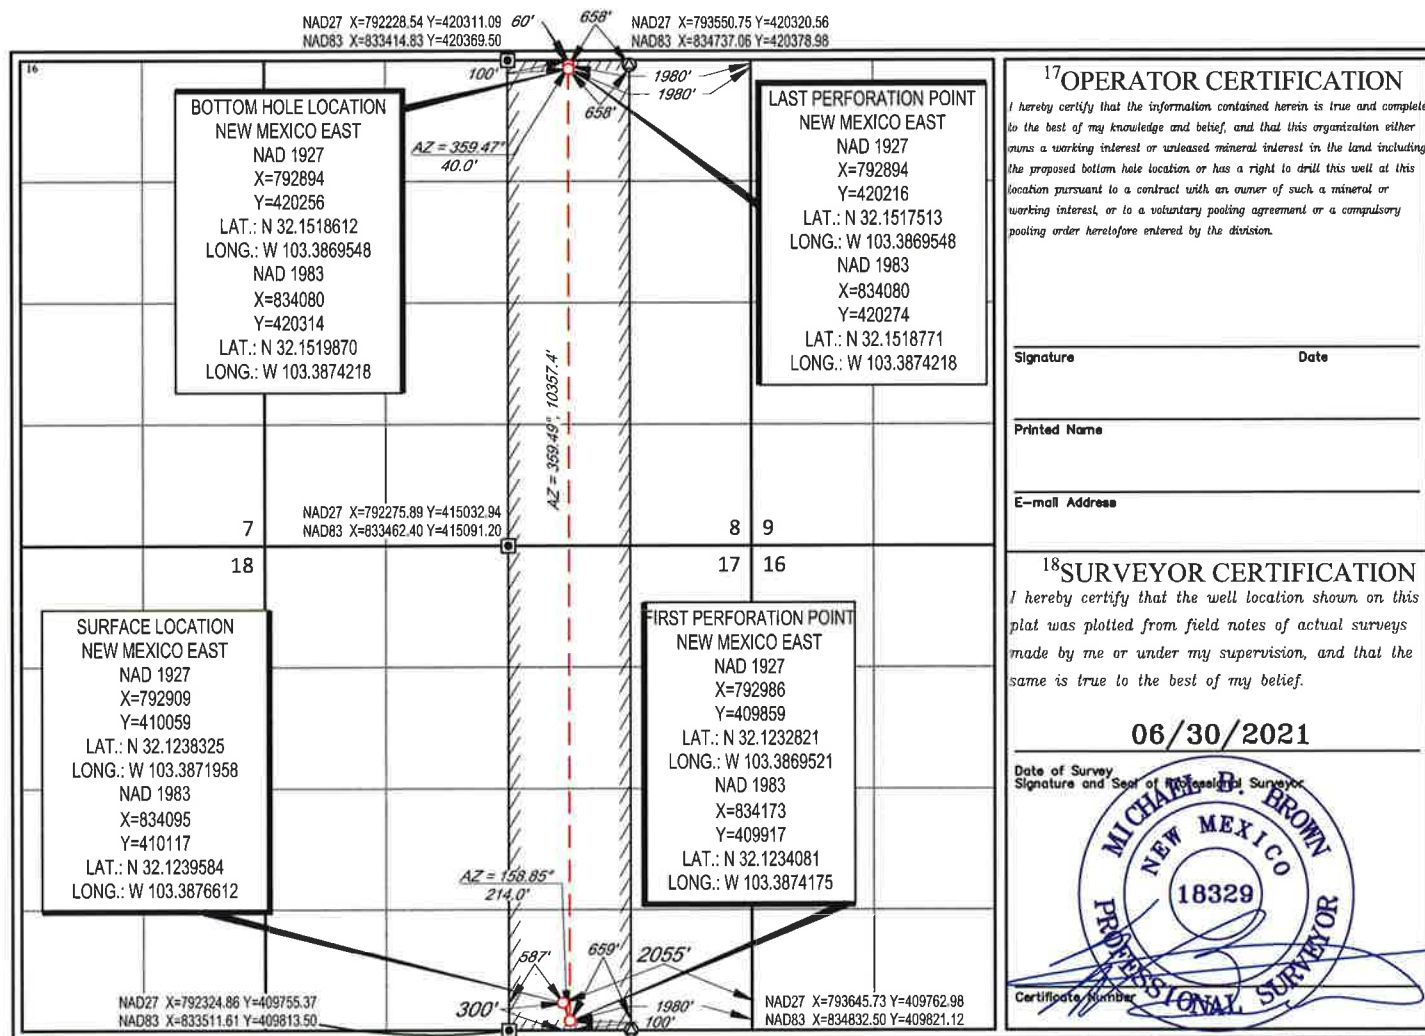 NAD27 X=792228.54 Y=420311.09
NAD83 X=833414.83 Y=420369.50
60'
658'
NAD27 X=793550.75 Y=420320.56
NAD83 X=834737.06 Y=420378.98
16
100'
1980'
1980'
658'
AZ = 359.47°
40.0'
BOTTOM HOLE LOCATION
NEW MEXICO EAST
NAD 1927
X=792894
Y=420256
LAT.: N 32.1518612
LONG.: W 103.3869548
NAD 1983
X=834080
Y=420314
LAT.: N 32.1519870
LONG.: W 103.3874218
LAST PERFORATION POINT
NEW MEXICO EAST
NAD 1927
X=792894
Y=420216
LAT.: N 32.1517513
LONG.: W 103.3869548
NAD 1983
X=834080
Y=420274
LAT.: N 32.1518771
LONG.: W 103.3874218
AZ = 359.49°, 10357.4'
NAD27 X=792275.89 Y=415032.94
NAD83 X=833462.40 Y=415091.20
7
8
9
18
17
16
SURFACE LOCATION
NEW MEXICO EAST
NAD 1927
X=792909
Y=410059
LAT.: N 32.1238325
LONG.: W 103.3871958
NAD 1983
X=834095
Y=410117
LAT.: N 32.1239584
LONG.: W 103.3876612
FIRST PERFORATION POINT
NEW MEXICO EAST
NAD 1927
X=792986
Y=409859
LAT.: N 32.1232821
LONG.: W 103.3869521
NAD 1983
X=834173
Y=409917
LAT.: N 32.1234081
LONG.: W 103.3874175
AZ = 158.85°
214.0'
587'
659'
2055'
300'
1980'
100'
NAD27 X=792324.86 Y=409755.37
NAD83 X=833511.61 Y=409813.50
NAD27 X=793645.73 Y=409762.98
NAD83 X=834832.50 Y=409821.12
17OPERATOR CERTIFICATION
I hereby certify that the information contained herein is true and complete
to the best of my knowledge and belief, and that this organization either
owns a working interest or unleased mineral interest in the land including
the proposed bottom hole location or has a right to drill this well at this
location pursuant to a contract with an owner of such a mineral or
working interest, or to a voluntary pooling agreement or a compulsory
pooling order heretofore entered by the division.
Signature Date
Printed Name
E-mail Address
18SURVEYOR CERTIFICATION
I hereby certify that the well location shown on this
plat was plotted from field notes of actual surveys
made by me or under my supervision, and that the
same is true to the best of my belief.
06/30/2021
Date of Survey
Signature and Seal of Professional Surveyor
MICHAEL B. BROWN
NEW MEXICO
18329
PROFESSIONAL SURVEYOR
Certificate Number